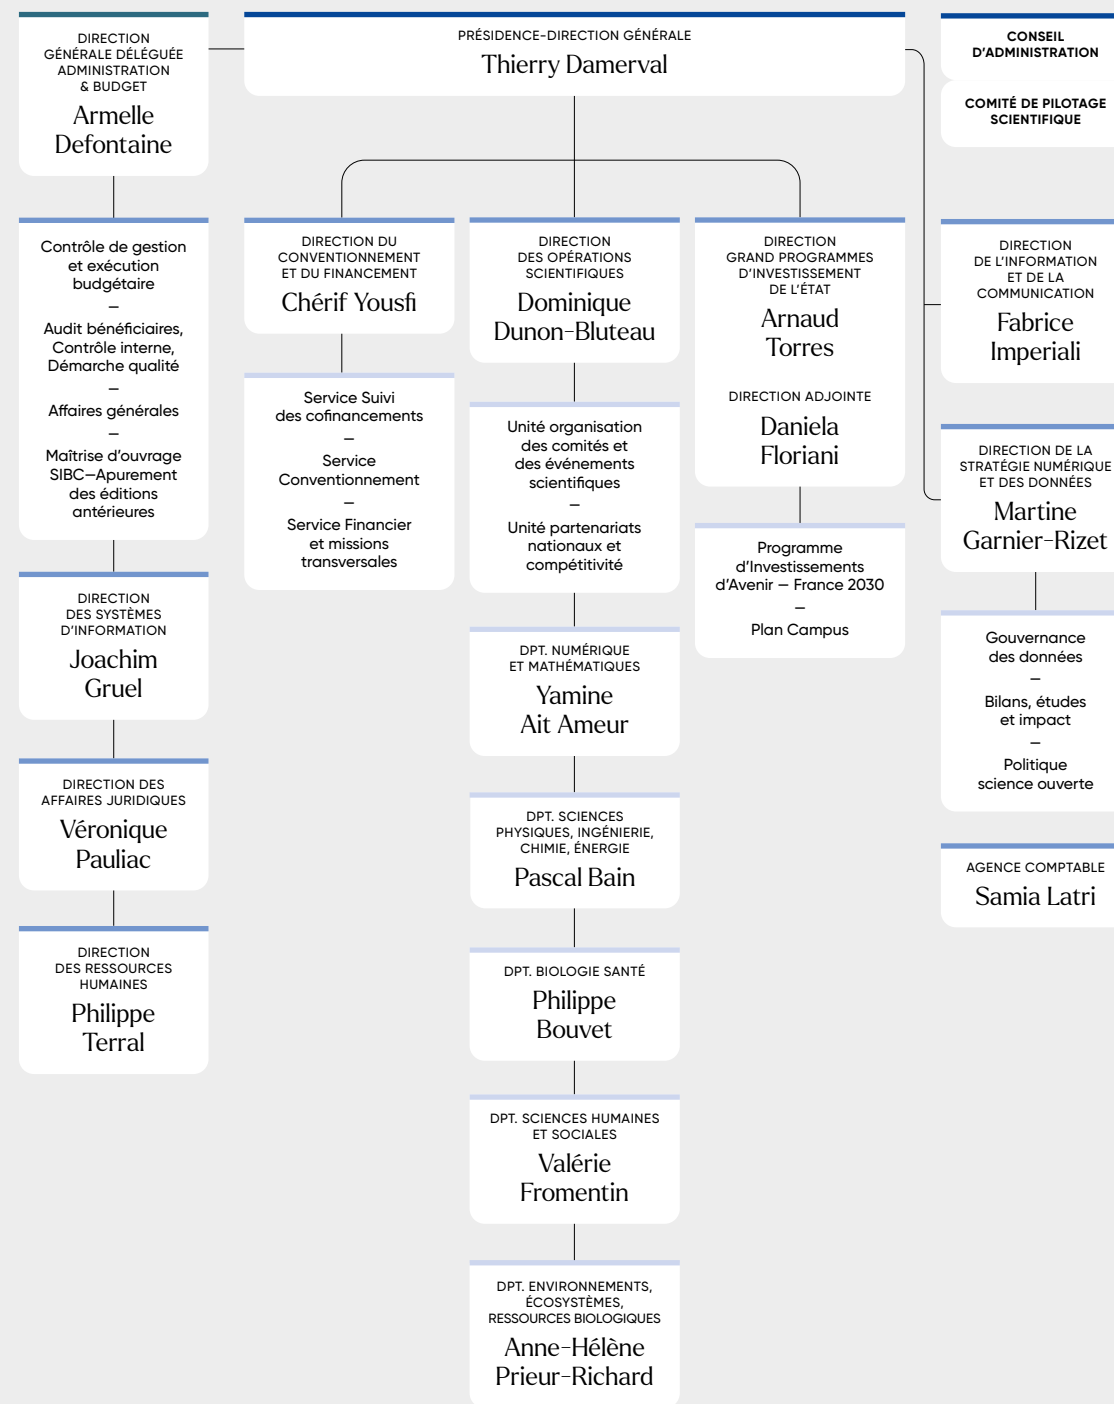 DIRECTION
GÉNÉRALE DÉLÉGUÉE
ADMINISTRATION
& BUDGET
Armelle
Defontaine
PRÉSIDENCE-DIRECTION GÉNÉRALE
Thierry Damerval
CONSEIL
D'ADMINISTRATION
COMITÉ DE PILOTAGE
SCIENTIFIQUE
Contrôle de gestion
et exécution
budgétaire
—
Audit bénéficiaires,
Contrôle interne,
Démarche qualité
—
Affaires générales
—
Maîtrise d'ouvrage
SIBC—Apurement
des éditions
antérieures
DIRECTION
DES SYSTÈMES
D'INFORMATION
Joachim
Gruel
DIRECTION DES
AFFAIRES JURIDIQUES
Véronique
Pauliac
DIRECTION
DES RESSOURCES
HUMAINES
Philippe
Terral
DIRECTION DU
CONVENTIONNEMENT
ET DU FINANCEMENT
Chérif Yousfi
Service Suivi
des cofinancements
—
Service
Conventionnement
—
Service Financier
et missions
transversales
DIRECTION
DES OPÉRATIONS
SCIENTIFIQUES
Dominique
Dunon-Bluteau
Unité organisation
des comités et
des événements
scientifiques
—
Unité partenariats
nationaux et
compétitivité
DPT. NUMÉRIQUE
ET MATHÉMATIQUES
Yamine
Ait Ameur
DPT. SCIENCES
PHYSIQUES, INGÉNIERIE,
CHIMIE, ÉNERGIE
Pascal Bain
DPT. BIOLOGIE SANTÉ
Philippe
Bouvet
DPT. SCIENCES HUMAINES
ET SOCIALES
Valérie
Fromentin
DPT. ENVIRONNEMENTS,
ÉCOSYSTÈMES,
RESSOURCES BIOLOGIQUES
Anne-Hélène
Prieur-Richard
DIRECTION
GRAND PROGRAMMES
D'INVESTISSEMENT
DE L'ÉTAT
Arnaud
Torres
DIRECTION ADJOINTE
Daniela
Floriani
Programme
d'Investissements
d'Avenir — France 2030
—
Plan Campus
DIRECTION
DE L'INFORMATION
ET DE LA
COMMUNICATION
Fabrice
Imperiali
DIRECTION DE LA
STRATÉGIE NUMÉRIQUE
ET DES DONNÉES
Martine
Garnier-Rizet
Gouvernance
des données
—
Bilans, études
et impact
—
Politique
science ouverte
AGENCE COMPTABLE
Samia Latri